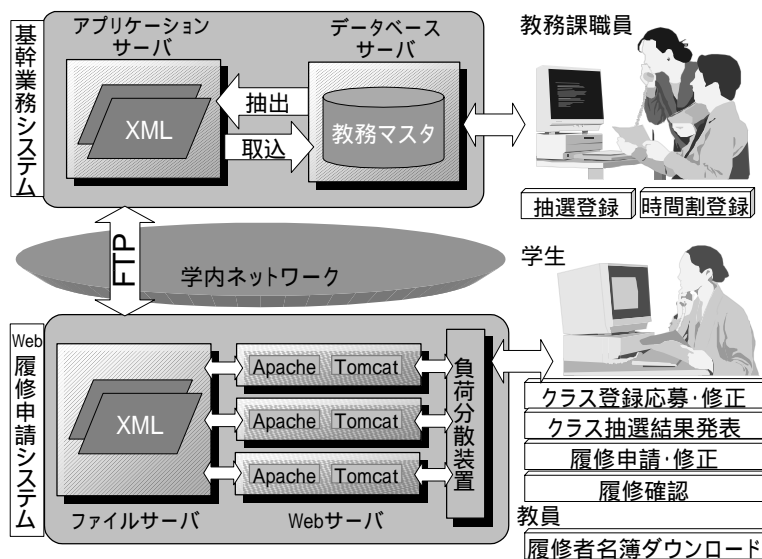 基幹業務システム
アプリケーション
サーバ
データベース
サーバ
XML
抽出
取込
教務マスタ
教務課職員
抽選登録
時間割登録
FTP
学内ネットワーク
学生
Web
履修申請システム
XML
Apache Tomcat
Apache Tomcat
Apache Tomcat
負荷分散装置
ファイルサーバ
Webサーバ
クラス登録応募・修正
クラス抽選結果発表
履修申請・修正
履修確認
教員
履修者名簿ダウンロード